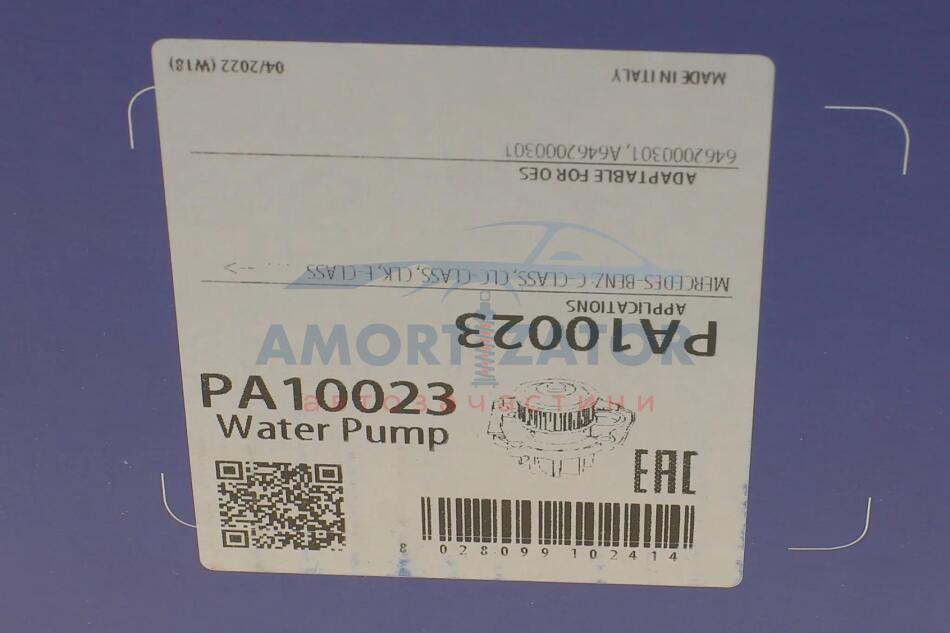 PA10023
Water Pump
EAC
8 028099 102414
PA10023
APPLICATIONS
MERCEDES-BENZ: C-CLASS, CLC-CLASS, CLK, E-CLASS ... -->
ADAPTABLE FOR OES
6462000301, A6462000301
MADE IN ITALY 04/2022 (W18)
AMORTIZATOR
автозапчастини